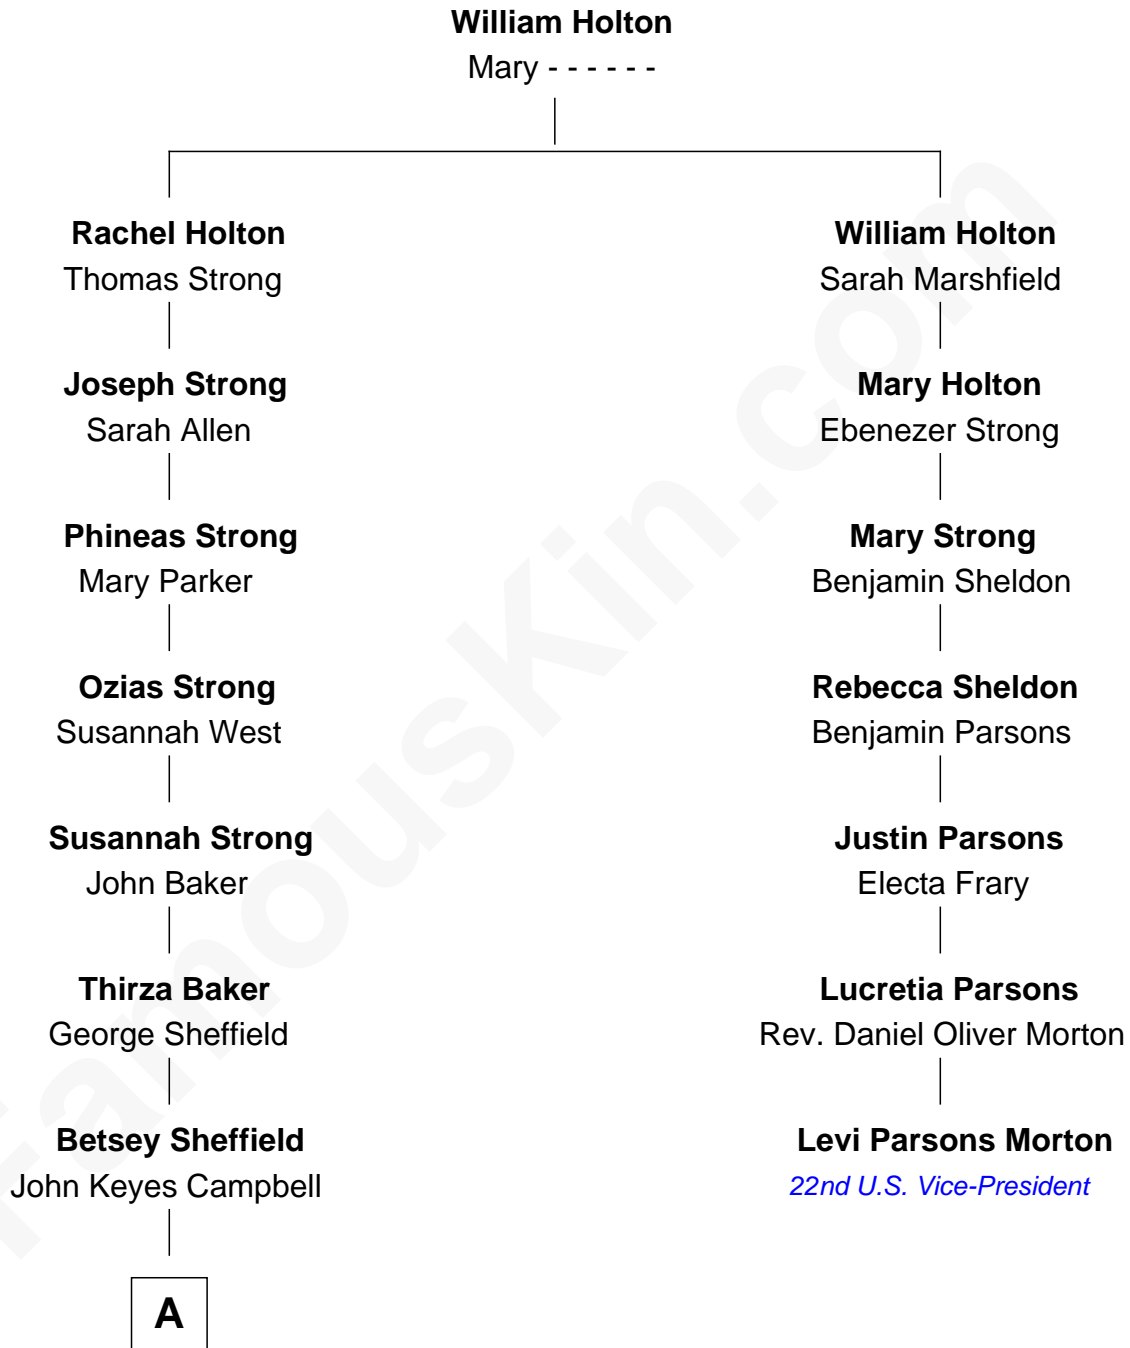 William Holton
Mary - - - - - -
Rachel Holton
Thomas Strong
William Holton
Sarah Marshfield
Joseph Strong
Sarah Allen
Mary Holton
Ebenezer Strong
Phineas Strong
Mary Parker
Mary Strong
Benjamin Sheldon
Ozias Strong
Susannah West
Rebecca Sheldon
Benjamin Parsons
Susannah Strong
John Baker
Justin Parsons
Electa Frary
Thirza Baker
George Sheffield
Lucretia Parsons
Rev. Daniel Oliver Morton
Betsey Sheffield
John Keyes Campbell
Levi Parsons Morton
22nd U.S. Vice-President
A
FamousKin.com